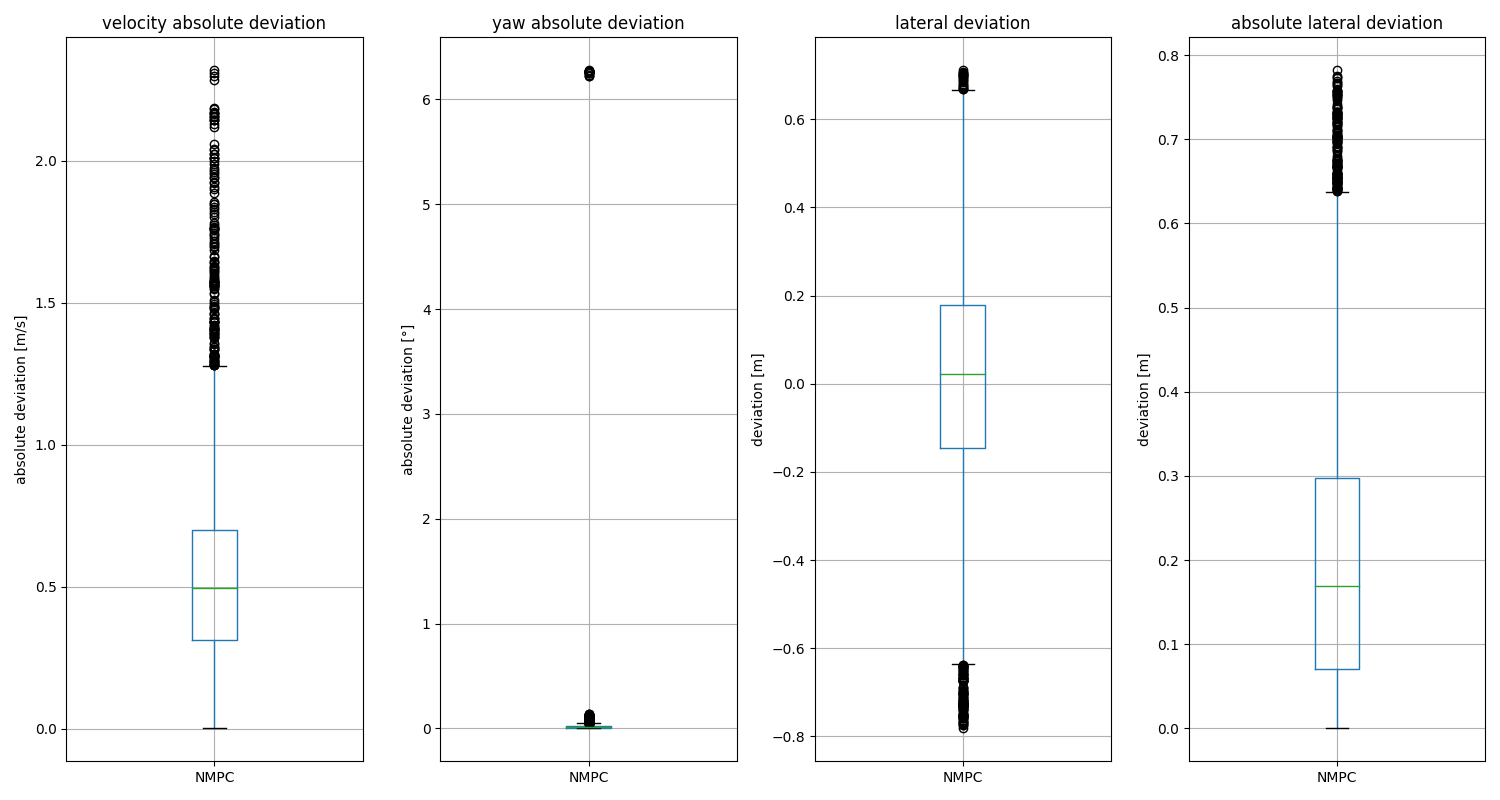 velocity absolute deviation
absolute deviation [m/s]
2.0
1.5
1.0
0.5
0.0
NMPC
yaw absolute deviation
absolute deviation [°]
6
5
4
3
2
1
0
NMPC
lateral deviation
deviation [m]
0.6
0.4
0.2
0.0
−0.2
−0.4
−0.6
−0.8
NMPC
absolute lateral deviation
deviation [m]
0.8
0.7
0.6
0.5
0.4
0.3
0.2
0.1
0.0
NMPC